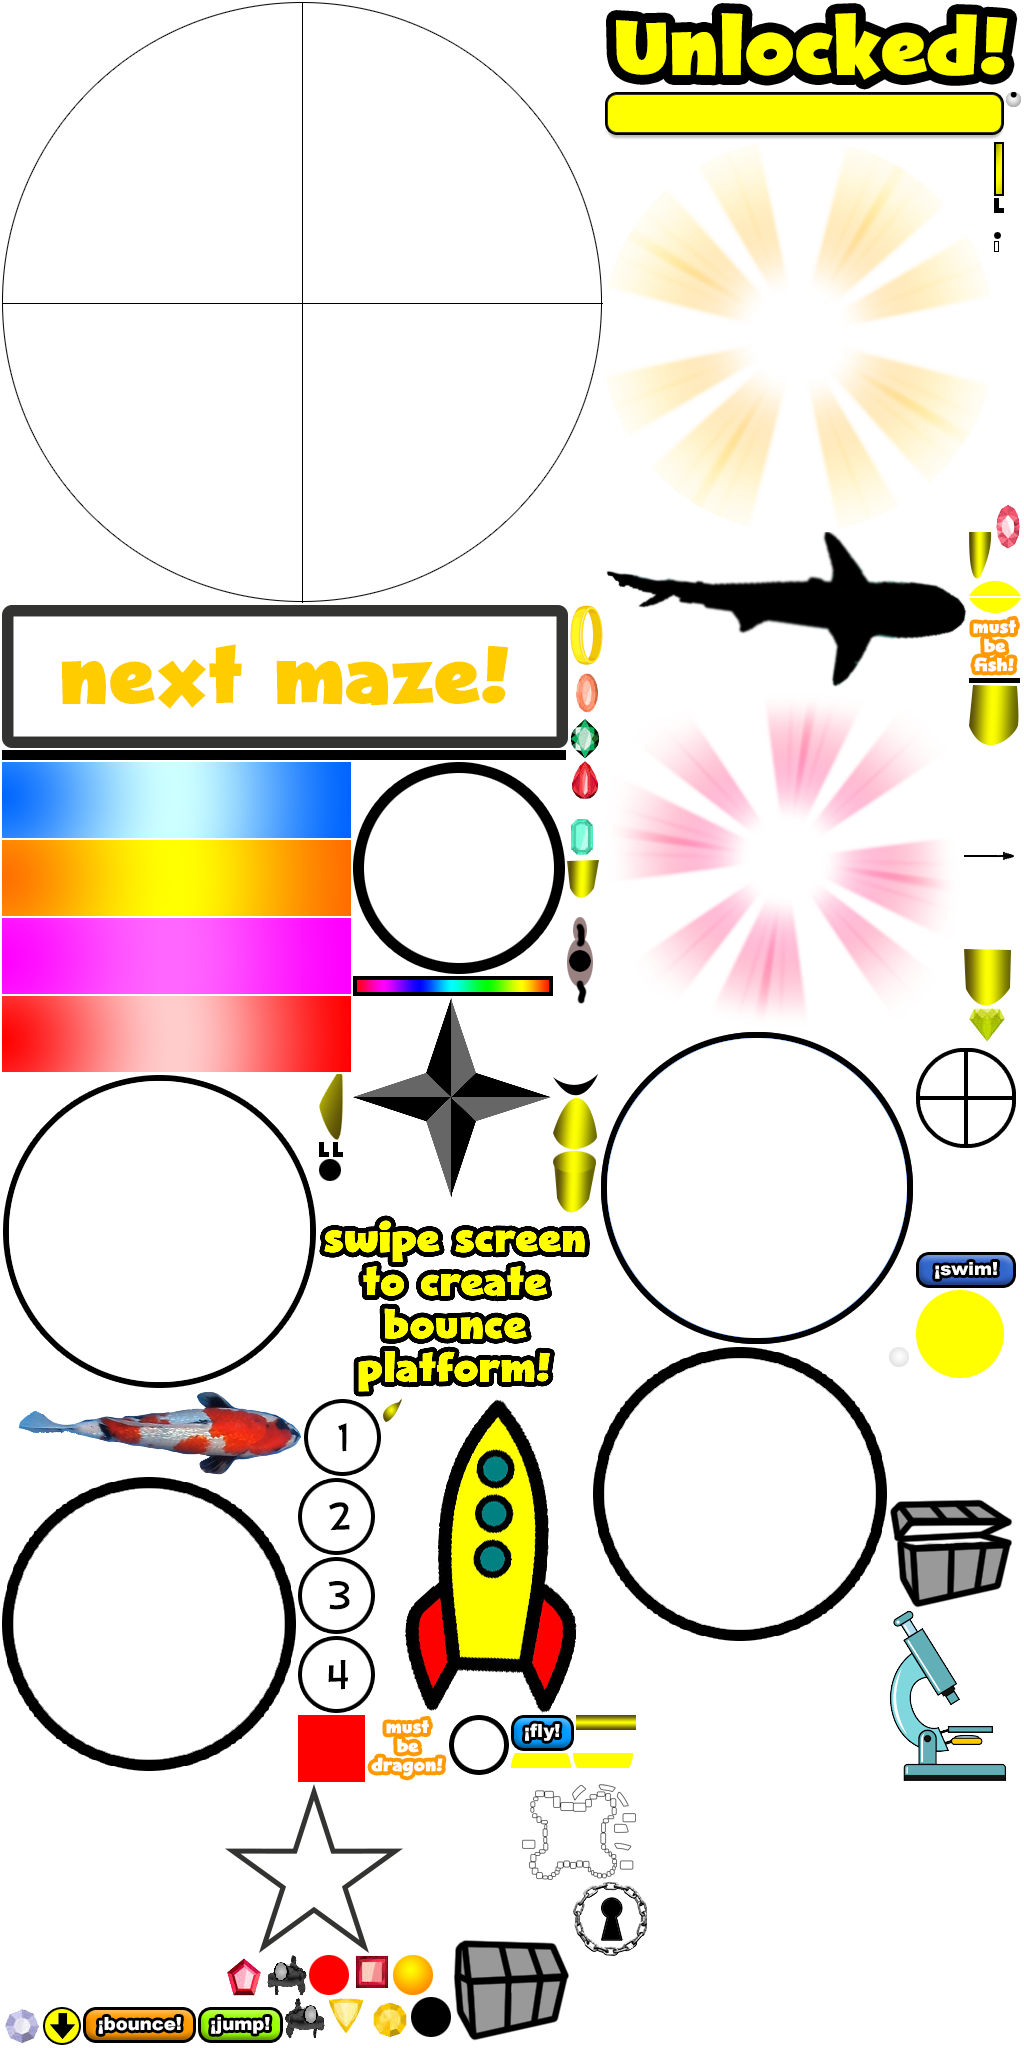 Unlocked!
must
be
fish!
next maze!
swipe screen
to create
bounce
platform!
¡swim!
1
2
3
4
must
be
dragon!
¡fly!
¡bounce!
¡jump!